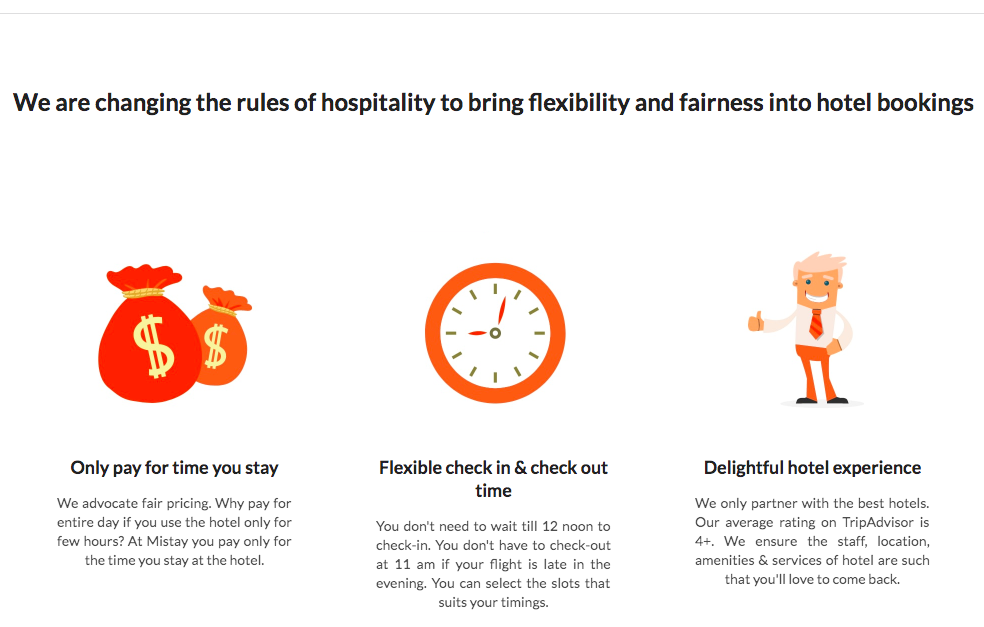 We are changing the rules of hospitality to bring flexibility and fairness into hotel bookings
$
$
Only pay for time you stay
We advocate fair pricing. Why pay for
entire day if you use the hotel only for
few hours? At Mistay you pay only for
the time you stay at the hotel.
Flexible check in & check out
time
You don't need to wait till 12 noon to
check-in. You don't have to check-out
at 11 am if your flight is late in the
evening. You can select the slots that
suits your timings.
Delightful hotel experience
We only partner with the best hotels.
Our average rating on TripAdvisor is
4+. We ensure the staff, location,
amenities & services of hotel are such
that you'll love to come back.